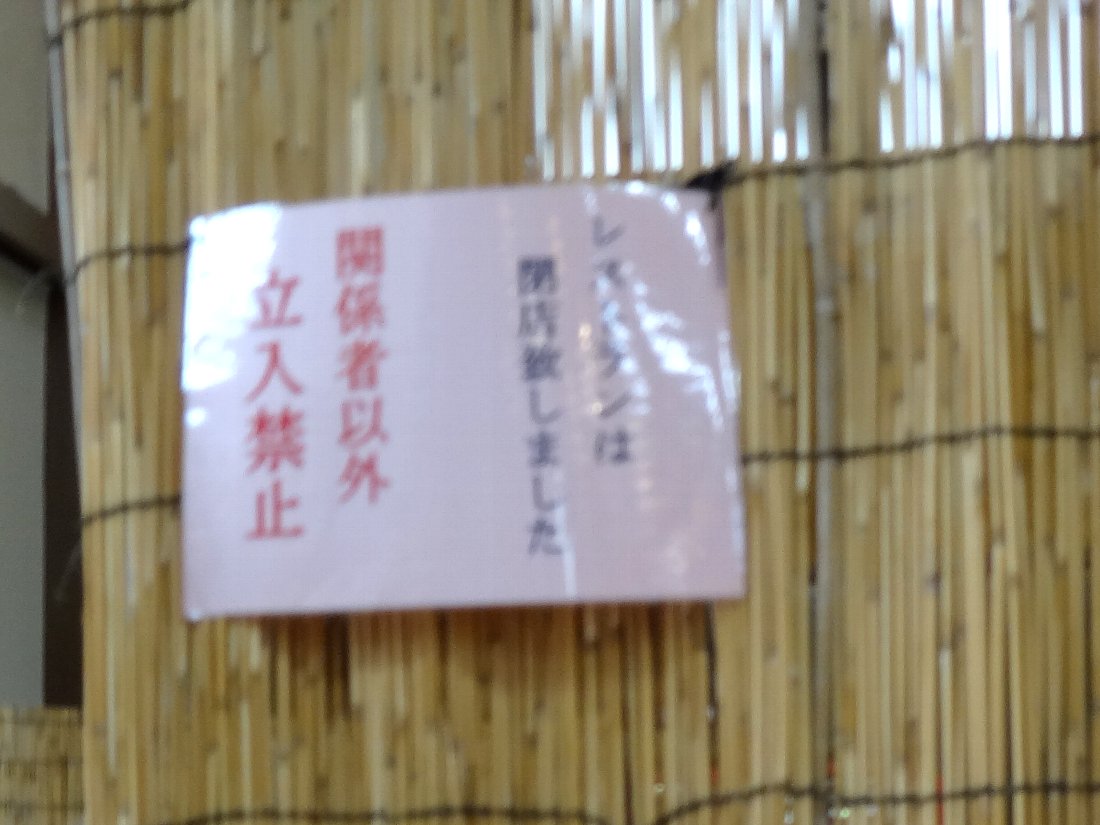 レストランは
閉店致しました
関係者以外
立入禁止